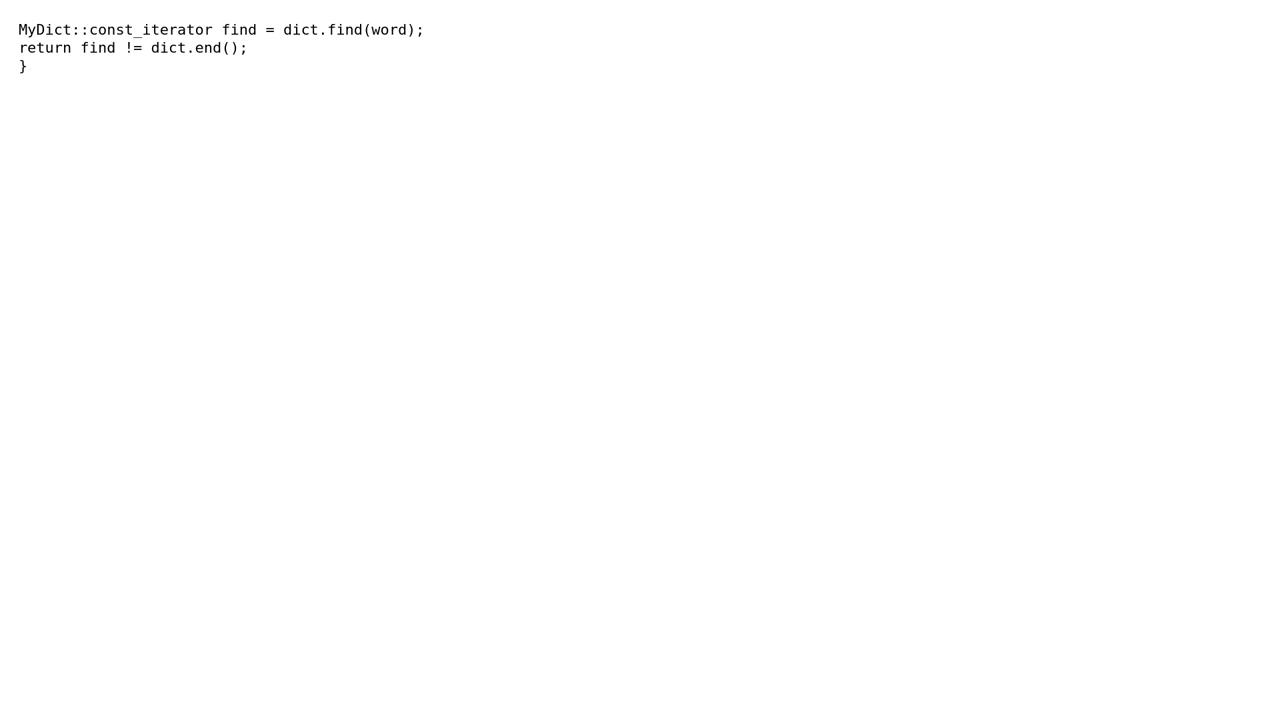 MyDict::const_iterator find = dict.find(word);
return find != dict.end();
}